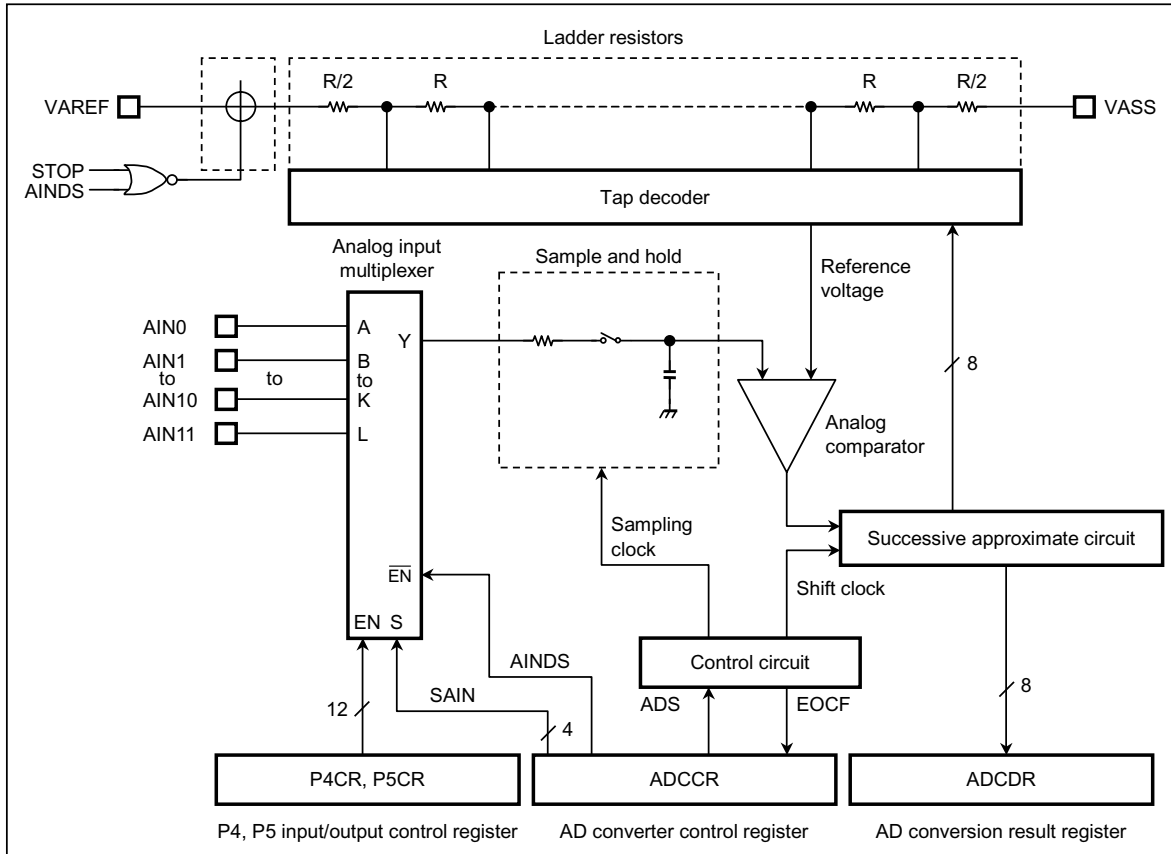 Ladder resistors
R/2
R
R
R/2
VAREF
VASS
STOP
AINDS
Tap decoder
Analog input
multiplexer
Sample and hold
Reference
voltage
AIN0
A
Y
AIN1
B
to
to
to
AIN10
K
AIN11
L
8
Analog
comparator
Sampling
clock
Successive approximate circuit
EN
Shift clock
EN S
AINDS
Control circuit
SAIN
ADS
EOCF
12
4
8
P4CR, P5CR
ADCCR
ADCDR
P4, P5 input/output control register
AD converter control register
AD conversion result register